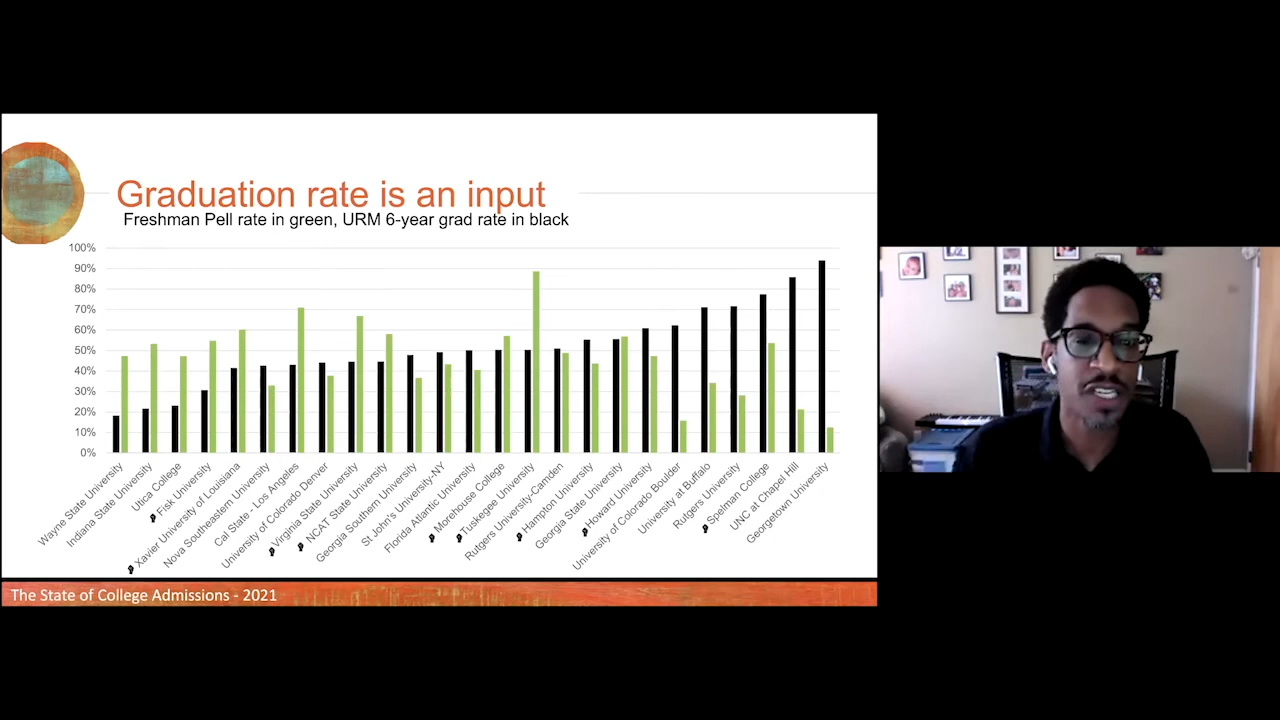 Graduation rate is an input
Freshman Pell rate in green, URM 6-year grad rate in black
100%
90%
80%
70%
60%
50%
40%
30%
20%
10%
0%
Wayne State University
Indiana State University
Utica College
Fisk University
Xavier University of Louisiana
Nova Southeastern University
Cal State - Los Angeles
University of Colorado Denver
Virginia State University
NCAT State University
Georgia Southern University
St John's University-NY
Florida Atlantic University
Morehouse College
Tuskegee University
Rutgers University-Camden
Hampton University
Georgia State University
Howard University
University of Colorado Boulder
University at Buffalo
Rutgers University
Spelman College
UNC at Chapel Hill
Georgetown University
The State of College Admissions - 2021